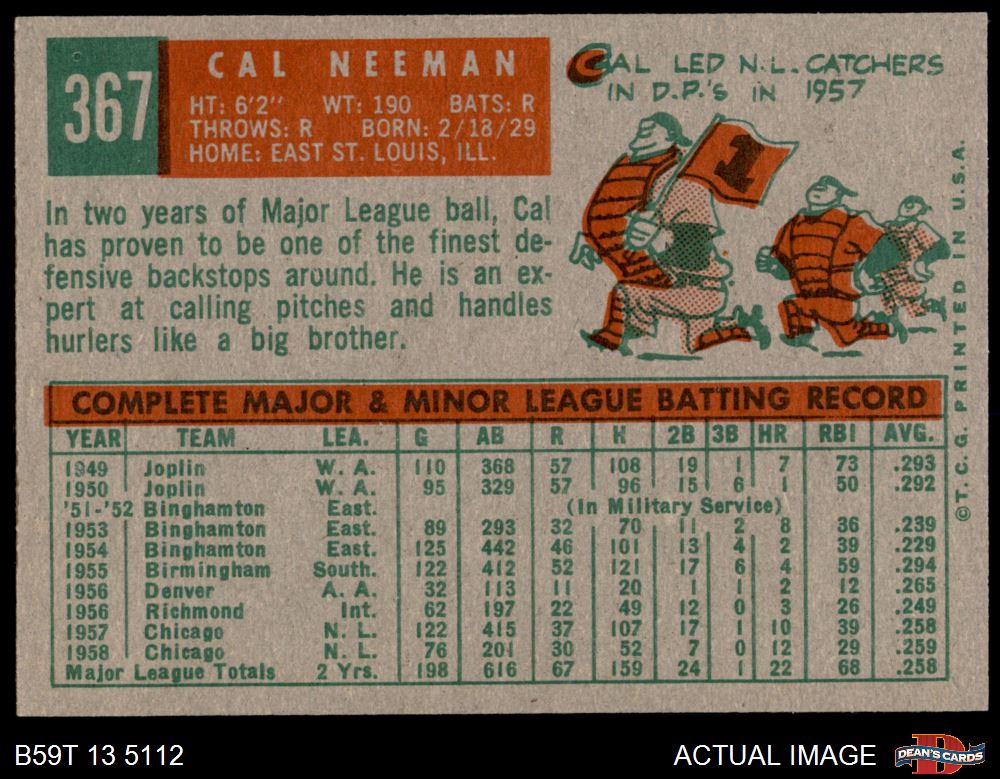 367
CAL NEEMAN
HT: 6'2" WT: 190 BATS: R
THROWS: R BORN: 2/18/29
HOME: EAST ST. LOUIS, ILL.
CAL LED N.L. CATCHERS
IN D.P.'S IN 1957
1
In two years of Major League ball, Cal
has proven to be one of the finest de-
fensive backstops around. He is an ex-
pert at calling pitches and handles
hurlers like a big brother.
COMPLETE MAJOR & MINOR LEAGUE BATTING RECORD
YEAR TEAM LEA. G AB R H 2B 3B HR RBI AVG.
1949 Joplin W. A. 110 368 57 108 19 1 7 73 .293
1950 Joplin W. A. 95 329 57 96 15 6 1 50 .292
'51-'52 Binghamton East. (In Military Service)
1953 Binghamton East. 89 293 32 70 11 2 8 36 .239
1954 Binghamton East. 125 442 46 101 13 4 2 39 .229
1955 Birmingham South. 122 412 52 121 17 6 4 59 .294
1956 Denver A. A. 32 113 11 20 1 1 2 12 .265
1956 Richmond Int. 62 197 22 49 12 0 3 26 .249
1957 Chicago N. L. 122 415 37 107 17 1 10 39 .258
1958 Chicago N. L. 76 201 30 52 7 0 12 29 .259
Major League Totals 2 Yrs. 198 616 67 159 24 1 22 68 .258
©T.C.G. PRINTED IN U.S.A.
B59T 13 5112
ACTUAL IMAGE
D
DEAN'S CARDS